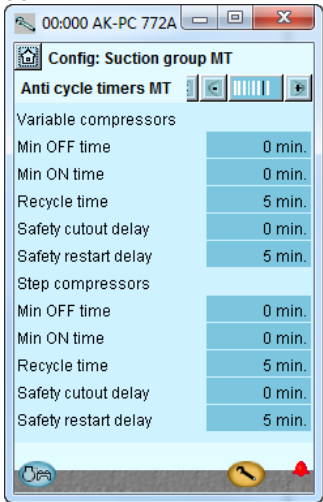 00:000 AK-PC 772A
Config: Suction group MT
Anti cycle timers MT
Variable compressors
Min OFF time 0 min.
Min ON time 0 min.
Recycle time 5 min.
Safety cutout delay 0 min.
Safety restart delay 5 min.
Step compressors
Min OFF time 0 min.
Min ON time 0 min.
Recycle time 5 min.
Safety cutout delay 0 min.
Safety restart delay 5 min.